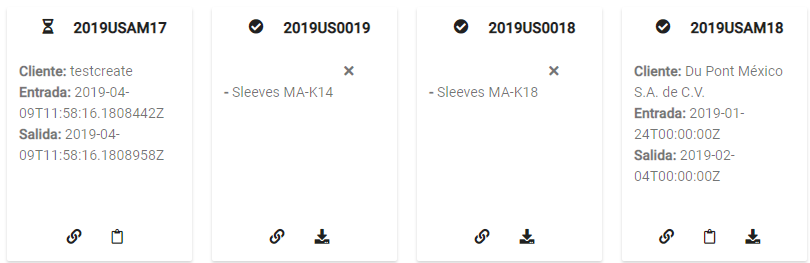 2019USAM17
Cliente: testcreate
Entrada: 2019-04-
09T11:58:16.1808442Z
Salida: 2019-04-
09T11:58:16.1808958Z
2019US0019
- Sleeves MA-K14
2019US0018
- Sleeves MA-K18
2019USAM18
Cliente: Du Pont México
S.A. de C.V.
Entrada: 2019-01-
24T00:00:00Z
Salida: 2019-02-
04T00:00:00Z